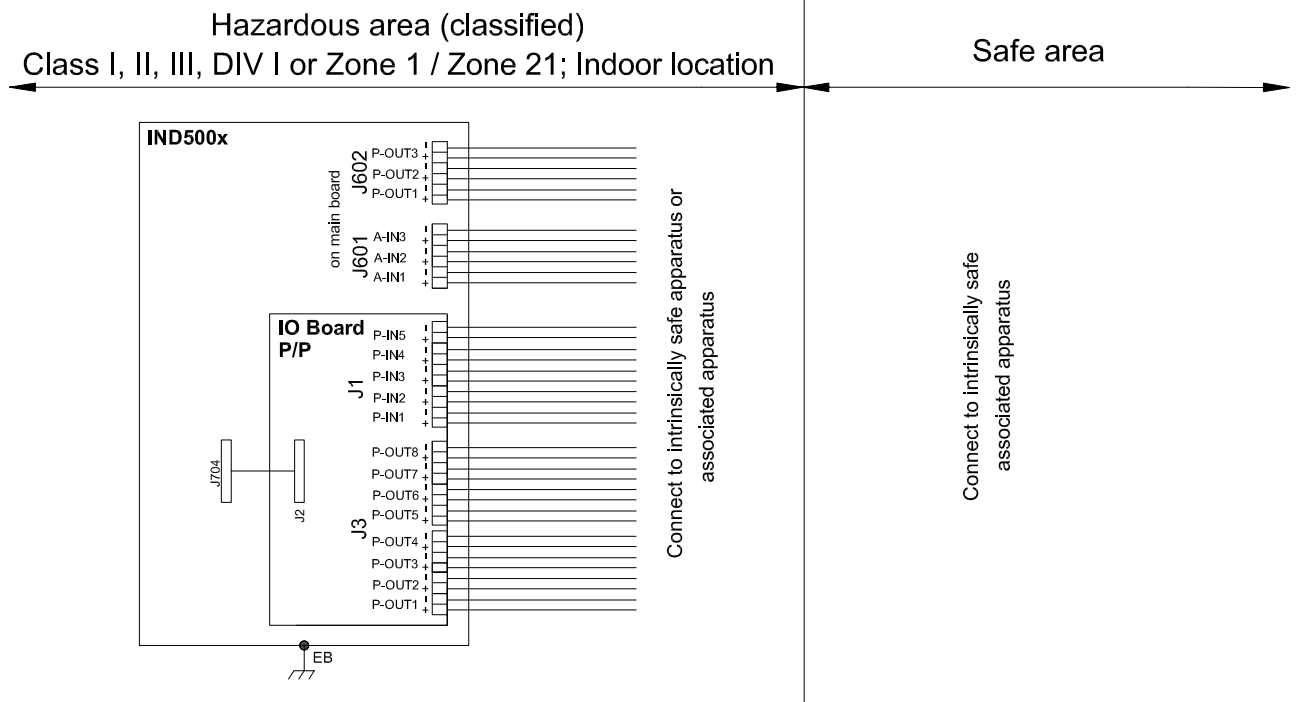 Hazardous area (classified)
Class I, II, III, DIV I or Zone 1 / Zone 21; Indoor location
Safe area
IND500x
on main board
J602
P-OUT3 - +
P-OUT2 - +
P-OUT1 - +
J601
A-IN3 - +
A-IN2 - +
A-IN1 - +
IO Board
P/P
J1
P-IN5 - +
P-IN4 - +
P-IN3 - +
P-IN2 - +
P-IN1 - +
J704
J2
J3
P-OUT8 - +
P-OUT7 - +
P-OUT6 - +
P-OUT5 - +
P-OUT4 - +
P-OUT3 - +
P-OUT2 - +
P-OUT1 - +
EB
Connect to intrinsically safe apparatus or
associated apparatus
Connect to intrinsically safe
associated apparatus